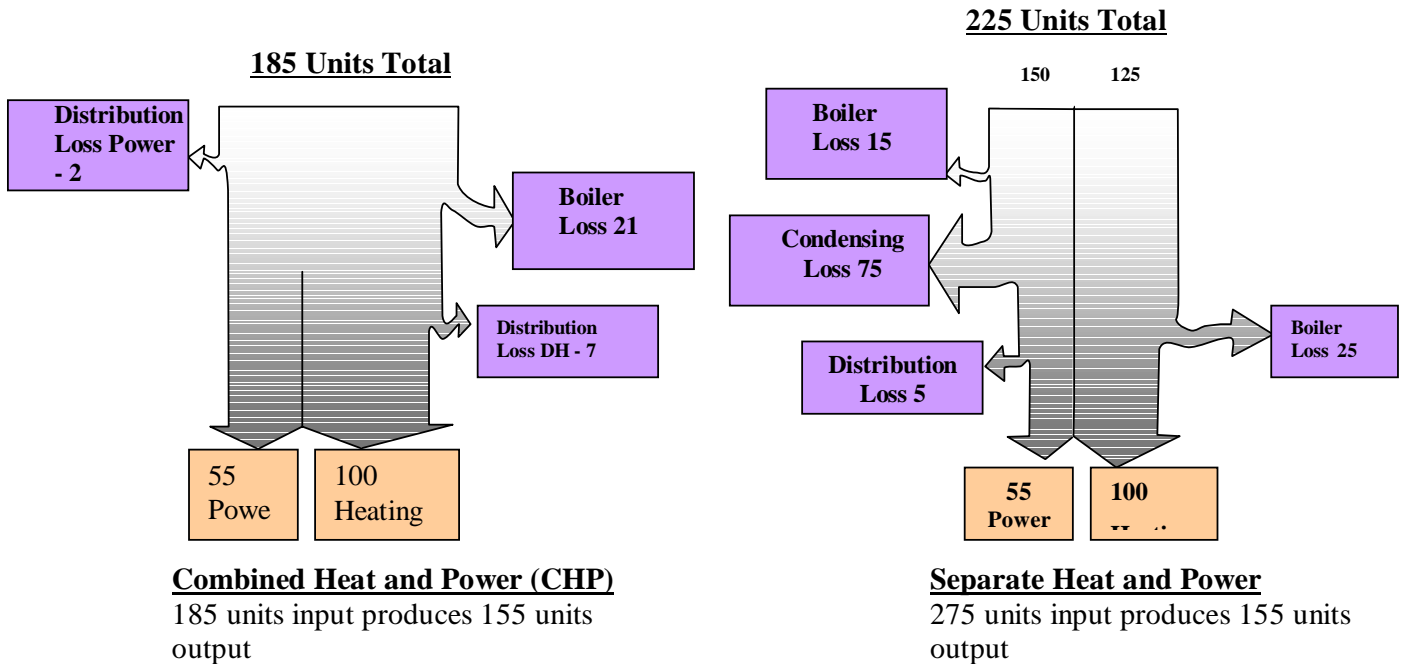 185 Units Total
Distribution
Loss Power
- 2
Boiler
Loss 21
Distribution
Loss DH - 7
55
Powe
100
Heating
Combined Heat and Power (CHP)
185 units input produces 155 units
output
225 Units Total
150 125
Boiler
Loss 15
Condensing
Loss 75
Distribution
Loss 5
Boiler
Loss 25
55
Power
100
Separate Heat and Power
275 units input produces 155 units
output